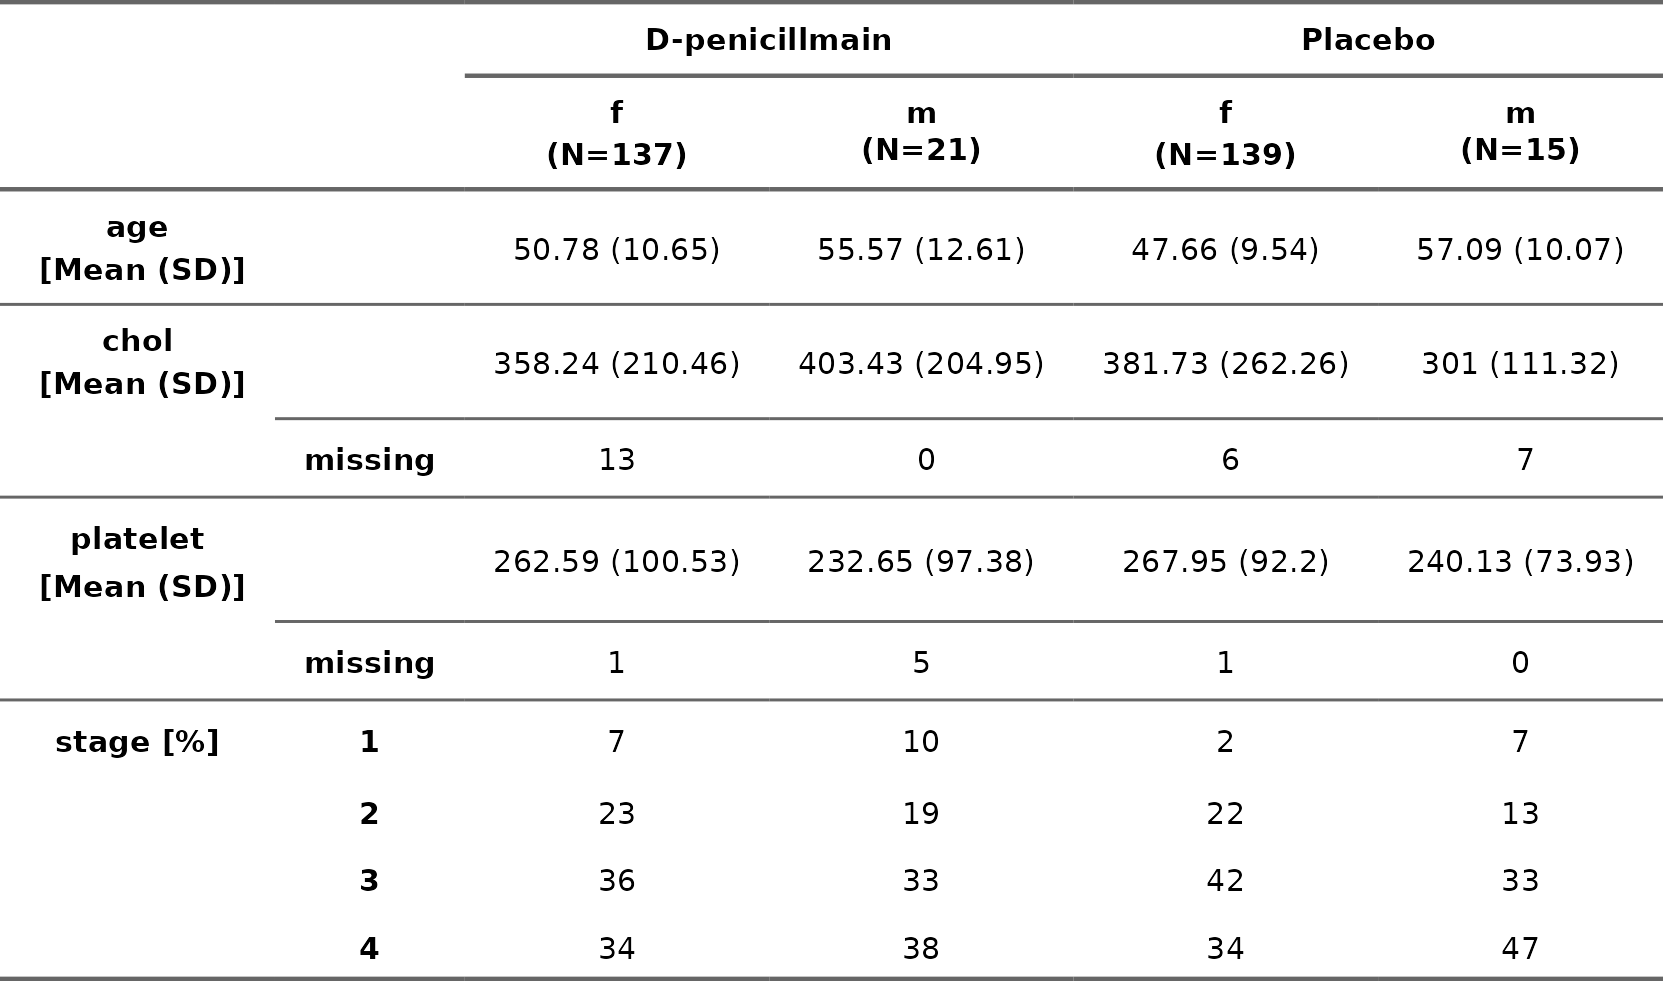 D-penicillmain Placebo
f m f m
(N=137) (N=21) (N=139) (N=15)
age
[Mean (SD)] 50.78 (10.65) 55.57 (12.61) 47.66 (9.54) 57.09 (10.07)
chol
[Mean (SD)] 358.24 (210.46) 403.43 (204.95) 381.73 (262.26) 301 (111.32)
missing 13 0 6 7
platelet
[Mean (SD)] 262.59 (100.53) 232.65 (97.38) 267.95 (92.2) 240.13 (73.93)
missing 1 5 1 0
stage [%] 1 7 10 2 7
2 23 19 22 13
3 36 33 42 33
4 34 38 34 47